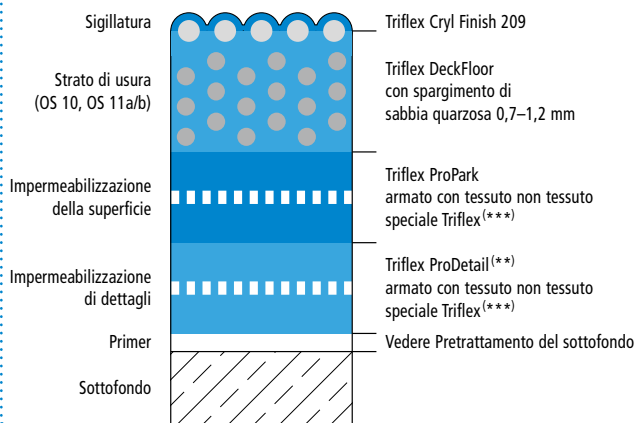 Sigillatura
Triflex Cryl Finish 209
Strato di usura
(OS 10, OS 11a/b)
Triflex DeckFloor
con spargimento di
sabbia quarzosa 0,7–1,2 mm
Impermeabilizzazione
della superficie
Triflex ProPark
armato con tessuto non tessuto
speciale Triflex(***)
Impermeabilizzazione
di dettagli
Triflex ProDetail(**)
armato con tessuto non tessuto
speciale Triflex(***)
Primer
Vedere Pretrattamento del sottofondo
Sottofondo